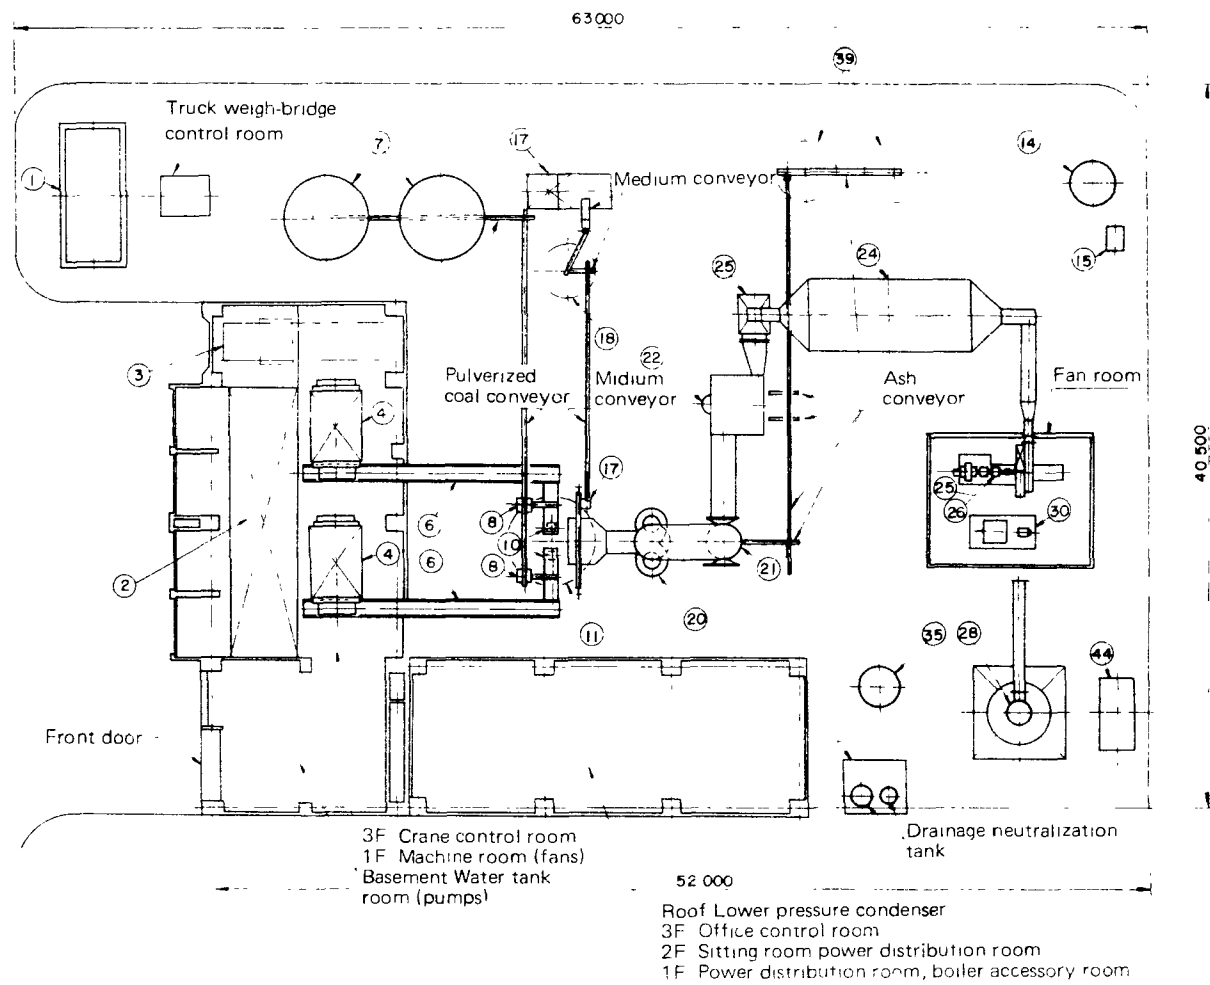 63000
39
Truck weigh-bridge
control room
7
17
14
1
Medium conveyor
15
25
24
18
3
22
Pulverized
coal conveyor
Midium
conveyor
Ash
conveyor
Fan room
4
40,500
17
25
8
26
30
6
10
4
6
8
21
2
20
11
35
28
44
Front door
3F Crane control room
1F Machine room (fans)
Basement Water tank
room (pumps)
Drainage neutralization
tank
52 000
Roof Lower pressure condenser
3F Office control room
2F Sitting room power distribution room
1F Power distribution room, boiler accessory room